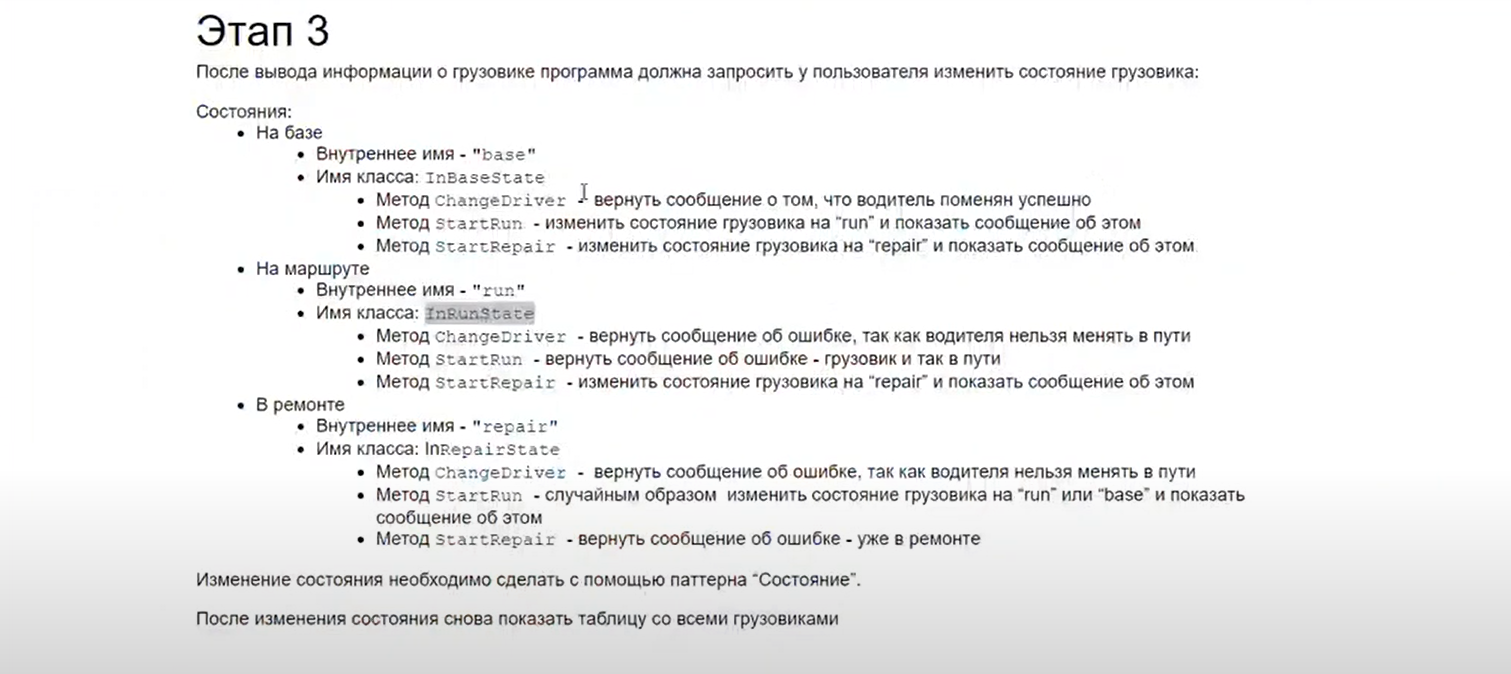 Этап 3
После вывода информации о грузовике программа должна запросить у пользователя изменить состояние грузовика:
Состояния:
• На базе
• Внутреннее имя - "base"
• Имя класса: InBaseState
• Метод ChangeDriver - вернуть сообщение о том, что водитель поменян успешно
• Метод StartRun - изменить состояние грузовика на “run” и показать сообщение об этом
• Метод StartRepair - изменить состояние грузовика на “repair” и показать сообщение об этом
• На маршруте
• Внутреннее имя - "run"
• Имя класса: InRunState
• Метод ChangeDriver - вернуть сообщение об ошибке, так как водителя нельзя менять в пути
• Метод StartRun - вернуть сообщение об ошибке - грузовик и так в пути
• Метод StartRepair - изменить состояние грузовика на “repair” и показать сообщение об этом
• В ремонте
• Внутреннее имя - "repair"
• Имя класса: InRepairState
• Метод ChangeDriver - вернуть сообщение об ошибке, так как водителя нельзя менять в пути
• Метод StartRun - случайным образом изменить состояние грузовика на “run” или “base” и показать
сообщение об этом
• Метод StartRepair - вернуть сообщение об ошибке - уже в ремонте
Изменение состояния необходимо сделать с помощью паттерна “Состояние”.
После изменения состояния снова показать таблицу со всеми грузовиками